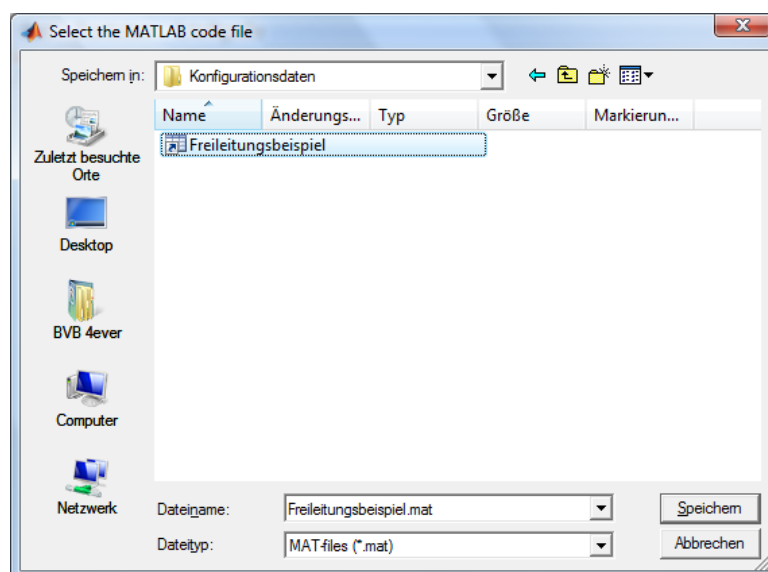 Select the MATLAB code file
Speichern in:
Konfigurationsdaten
Name
Änderungs...
Typ
Größe
Markierun...
Freileitungsbeispiel
Zuletzt besuchte
Orte
Desktop
BVB 4ever
Computer
Netzwerk
Dateiname:
Freileitungsbeispiel.mat
Speichern
Dateityp:
MAT-files (*.mat)
Abbrechen